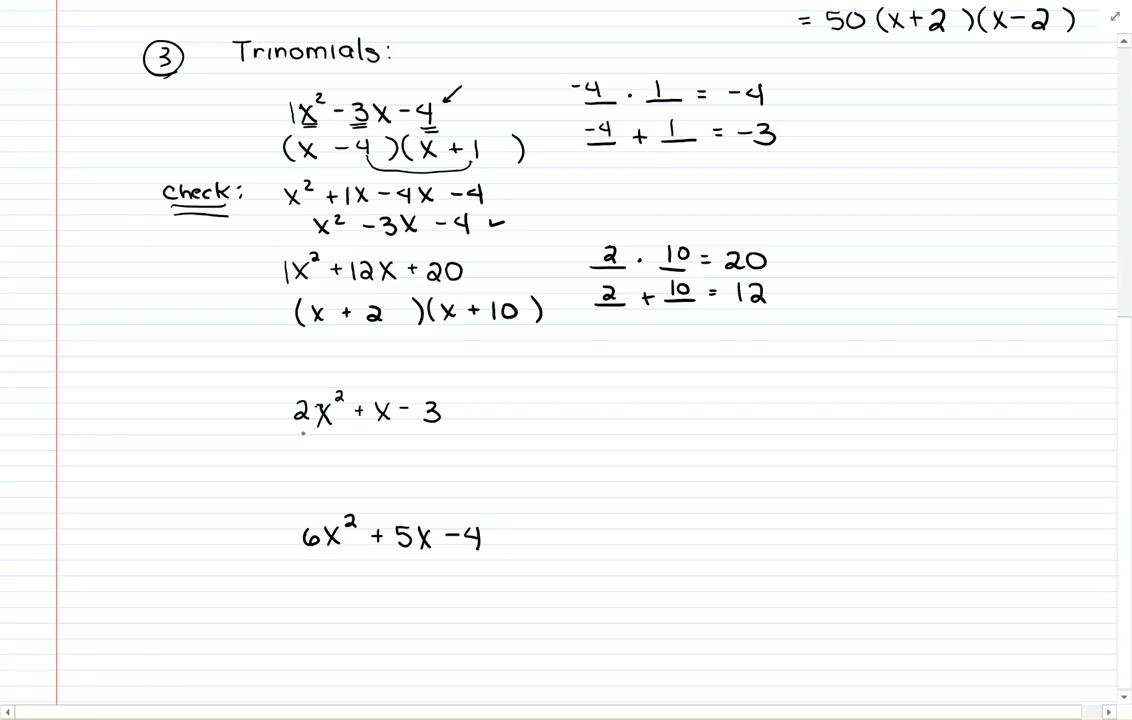 = 50 (x+2)(x-2)
③ Trinomials:
1x² - 3x - 4
-4 · 1 = -4
(x - 4)(x + 1)
-4 + 1 = -3
Check: x² + 1x - 4x - 4
x² - 3x - 4 ✓
1x² + 12x + 20
2 · 10 = 20
(x + 2)(x + 10)
2 + 10 = 12
2x² + x - 3
6x² + 5x - 4